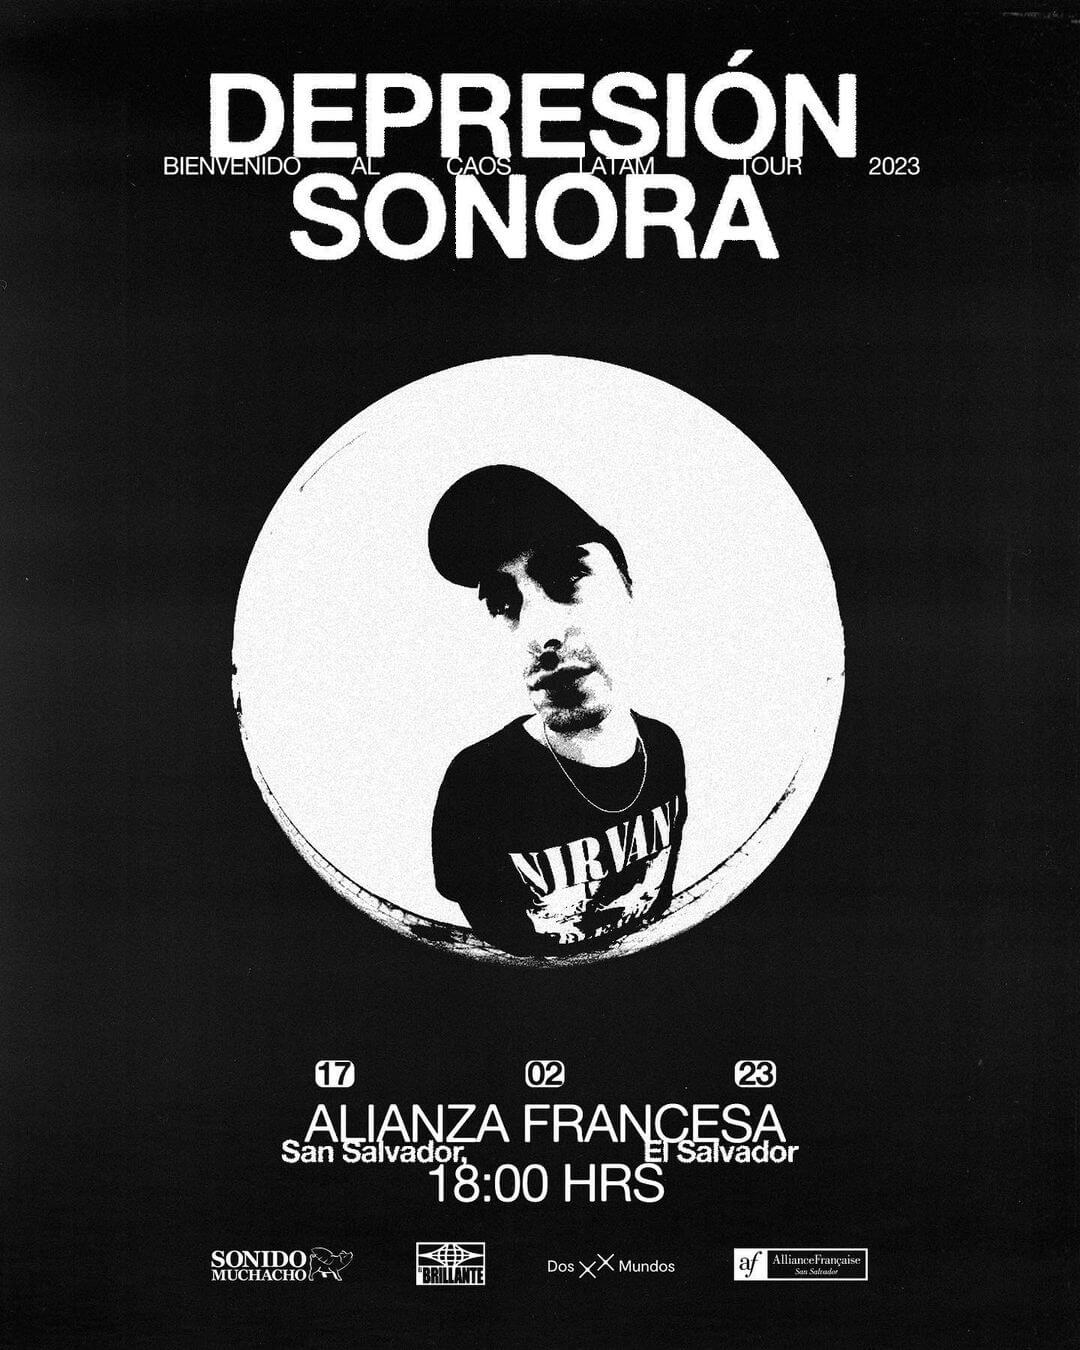 DEPRESIÓN
BIENVENIDO AL CAOS LATAM TOUR 2023
SONORA
NIRVAN
17 02 23
ALIANZA FRANCESA
San Salvador, El Salvador
18:00 HRS
SONIDO
MUCHACHO
BRILLANTE
Dos Mundos
af
AllianceFrançaise
San Salvador